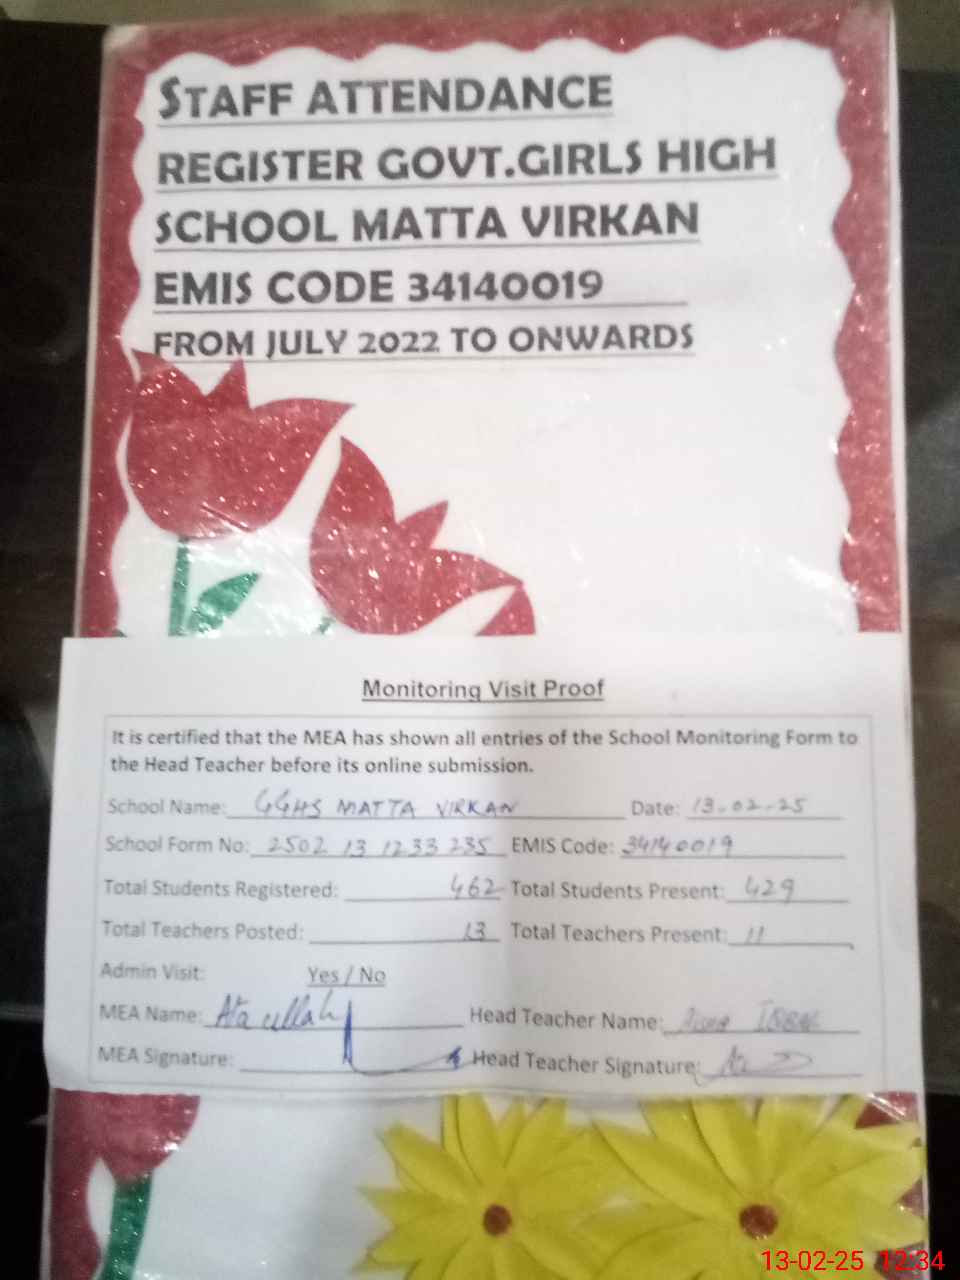 STAFF ATTENDANCE
REGISTER GOVT.GIRLS HIGH
SCHOOL MATTA VIRKAN
EMIS CODE 34140019
FROM JULY 2022 TO ONWARDS
Monitoring Visit Proof
It is certified that the MEA has shown all entries of the School Monitoring Form to
the Head Teacher before its online submission.
School Name: GGHS MATTA VIRKAN Date: 13-02-25
School Form No: 2502 13 1233 235 EMIS Code: 34140019
Total Students Registered: 462 Total Students Present: 429
Total Teachers Posted: 13 Total Teachers Present: 11
Admin Visit: Yes / No
MEA Name: Ata ullah Head Teacher Name:
MEA Signature: Head Teacher Signature:
13-02-25 12:34